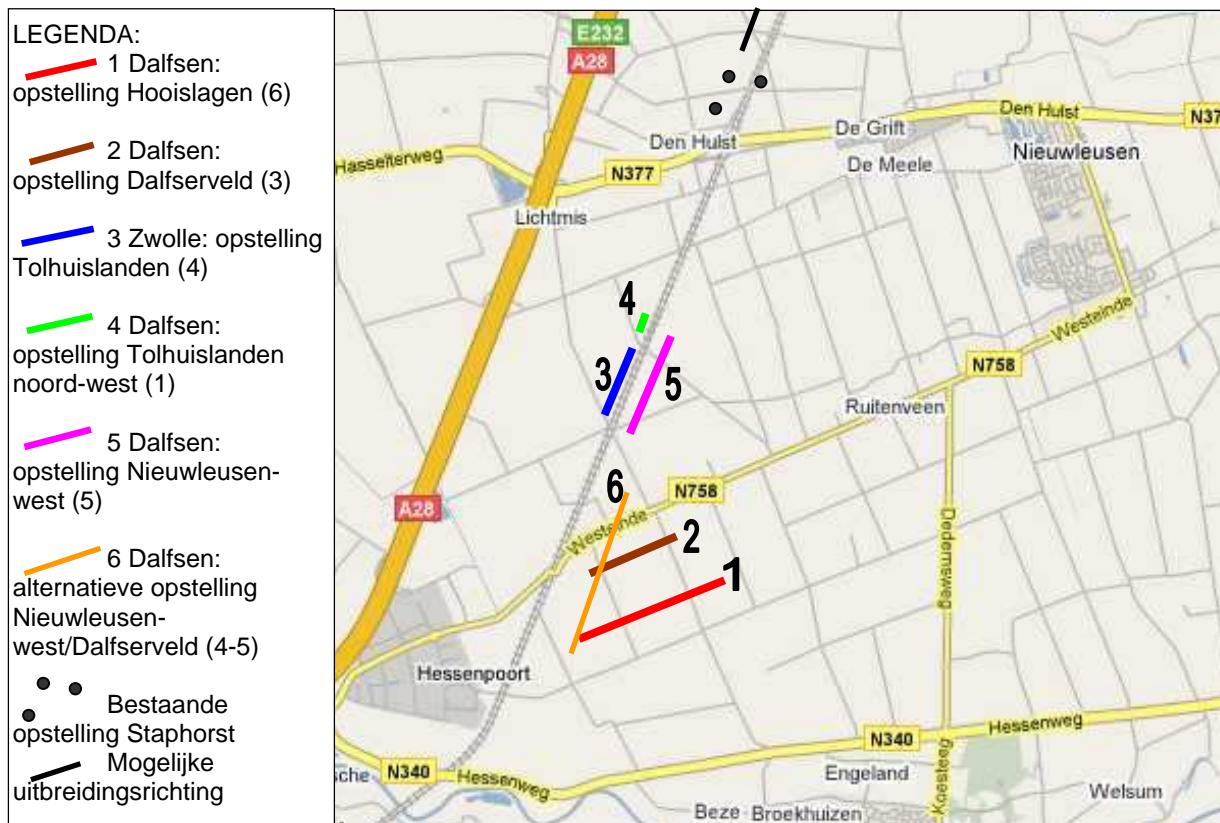 LEGENDA:
1 Dalfsen:
opstelling Hooislagen (6)
2 Dalfsen:
opstelling Dalfserveld (3)
3 Zwolle: opstelling
Tolhuislanden (4)
4 Dalfsen:
opstelling Tolhuislanden
noord-west (1)
5 Dalfsen:
opstelling Nieuwleusen-
west (5)
6 Dalfsen:
alternatieve opstelling
Nieuwleusen-
west/Dalfserveld (4-5)
Bestaande
opstelling Staphorst
Mogelijke
uitbreidingsrichting
E232
A28
Den Hulst
N37
De Grift
Den Hulst
De Meele
Nieuwleusen
Hasselterweg
N377
Lichtmis
4
Westeinde
3
5
N758
Ruitenveen
6
N758
A28
Westeinde
2
1
Dedemsweg
Hessenpoort
Hessenweg
N340
sche
N340
Hessenweg
Engeland
Koesteeg
Welsum
Beze
Broekhuizen